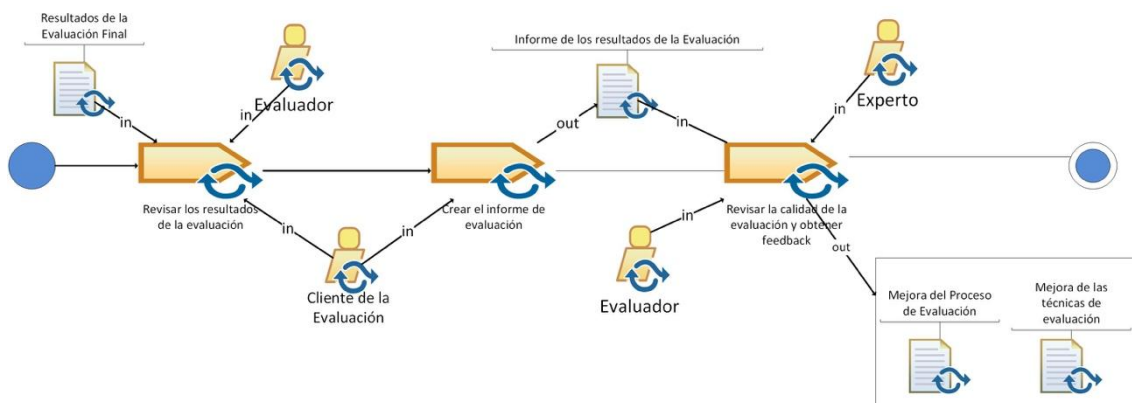 Resultados de la
Evaluación Final
in
in
Evaluador
Revisar los resultados
de la evaluación
in
in
Cliente de la
Evaluación
Crear el informe de
evaluación
out
Informe de los resultados de la Evaluación
in
in
Experto
in
Evaluador
Revisar la calidad de la
evaluación y obtener
feedback
out
Mejora del Proceso
de Evaluación
Mejora de las
técnicas de
evaluación